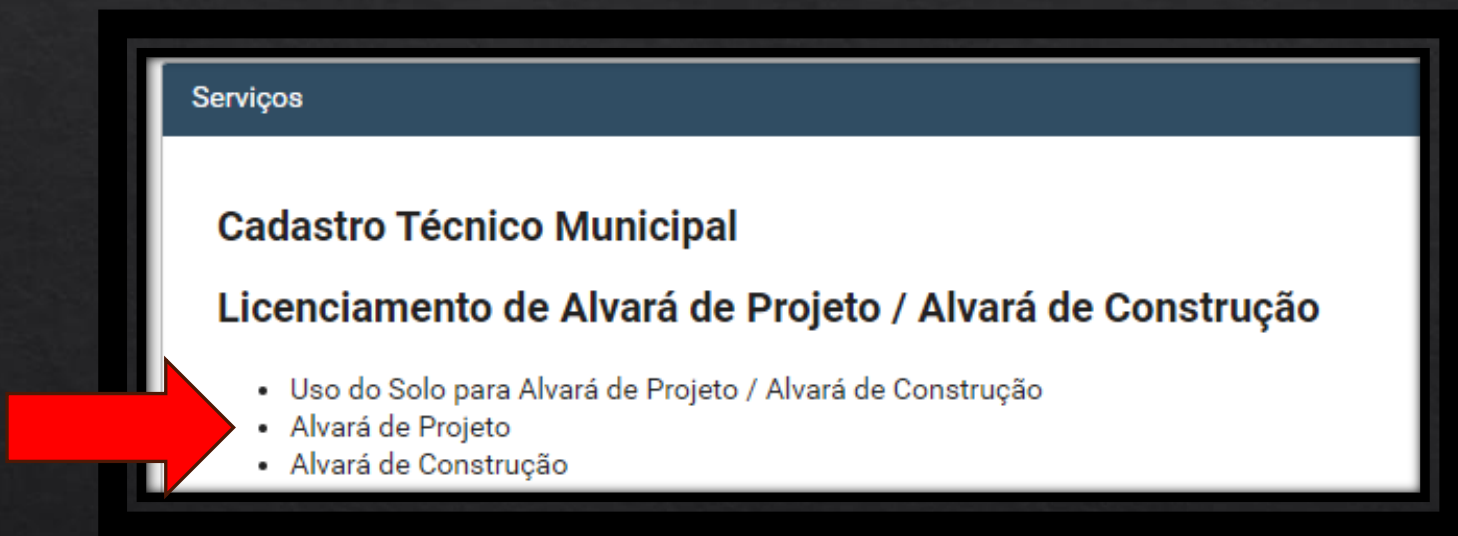 Serviços
Cadastro Técnico Municipal
Licenciamento de Alvará de Projeto / Alvará de Construção
• Uso do Solo para Alvará de Projeto / Alvará de Construção
• Alvará de Projeto
• Alvará de Construção